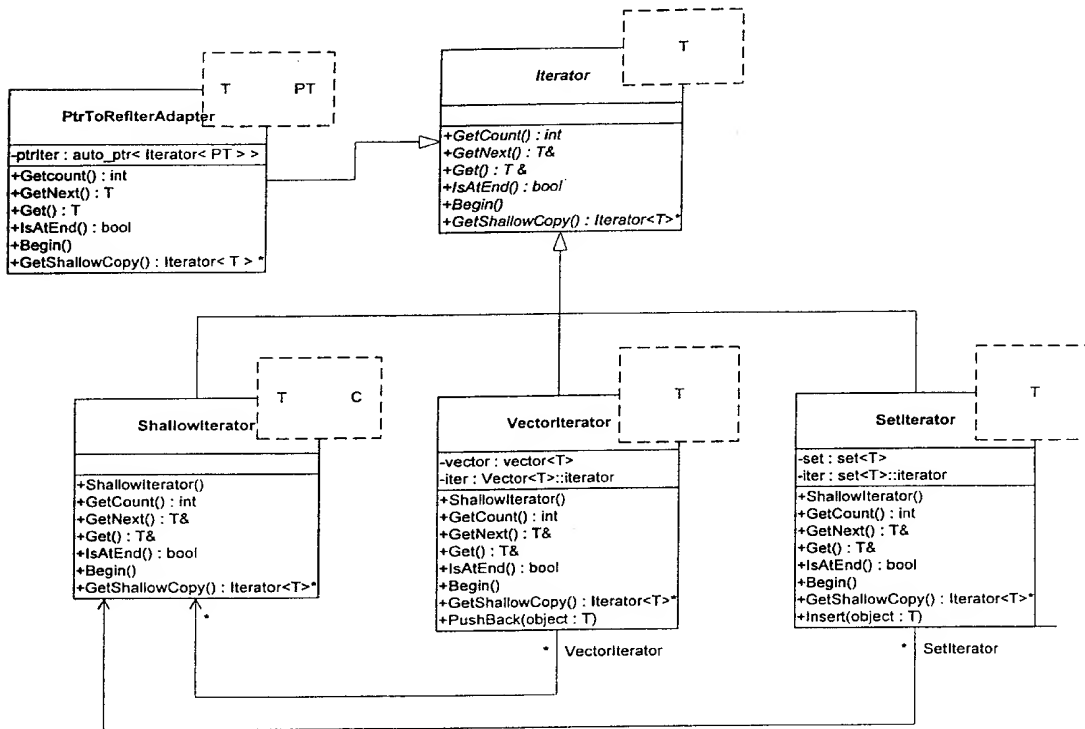 T PT
PtrToRefIterAdapter
-ptrIter : auto_ptr< Iterator< PT > >
+Getcount() : int
+GetNext() : T
+Get() : T
+IsAtEnd() : bool
+Begin()
+GetShallowCopy() : Iterator< T > *
T
Iterator
+GetCount() : int
+GetNext() : T&
+Get() : T &
+IsAtEnd() : bool
+Begin()
+GetShallowCopy() : Iterator<T>*
T C
ShallowIterator
+ShallowIterator()
+GetCount() : int
+GetNext() : T&
+Get() : T&
+IsAtEnd() : bool
+Begin()
+GetShallowCopy() : Iterator<T>*
*
T
VectorIterator
-vector : vector<T>
-iter : Vector<T>::iterator
+ShallowIterator()
+GetCount() : int
+GetNext() : T&
+Get() : T&
+IsAtEnd() : bool
+Begin()
+GetShallowCopy() : Iterator<T>*
+PushBack(object : T)
* VectorIterator
T
SetIterator
-set : set<T>
-iter : set<T>::iterator
+ShallowIterator()
+GetCount() : int
+GetNext() : T&
+Get() : T&
+IsAtEnd() : bool
+Begin()
+GetShallowCopy() : Iterator<T>*
+Insert(object : T)
* SetIterator